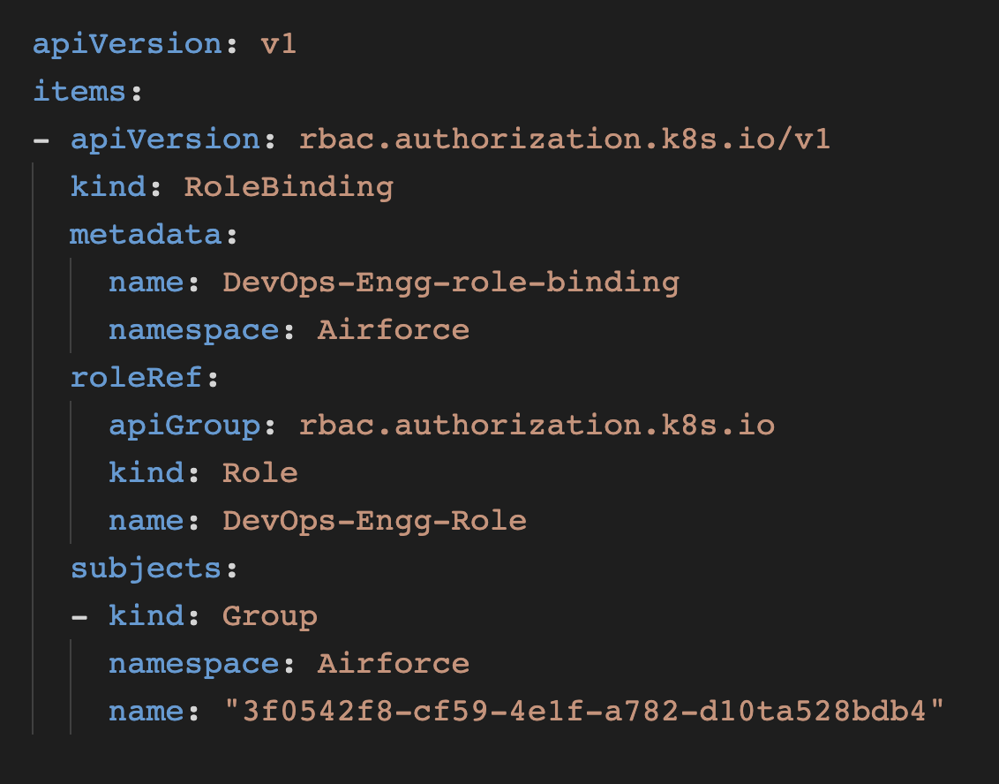 apiVersion: v1
items:
- apiVersion: rbac.authorization.k8s.io/v1
  kind: RoleBinding
  metadata:
    name: DevOps-Engg-role-binding
    namespace: Airforce
  roleRef:
    apiGroup: rbac.authorization.k8s.io
    kind: Role
    name: DevOps-Engg-Role
  subjects:
  - kind: Group
    namespace: Airforce
    name: "3f0542f8-cf59-4e1f-a782-d10ta528bdb4"